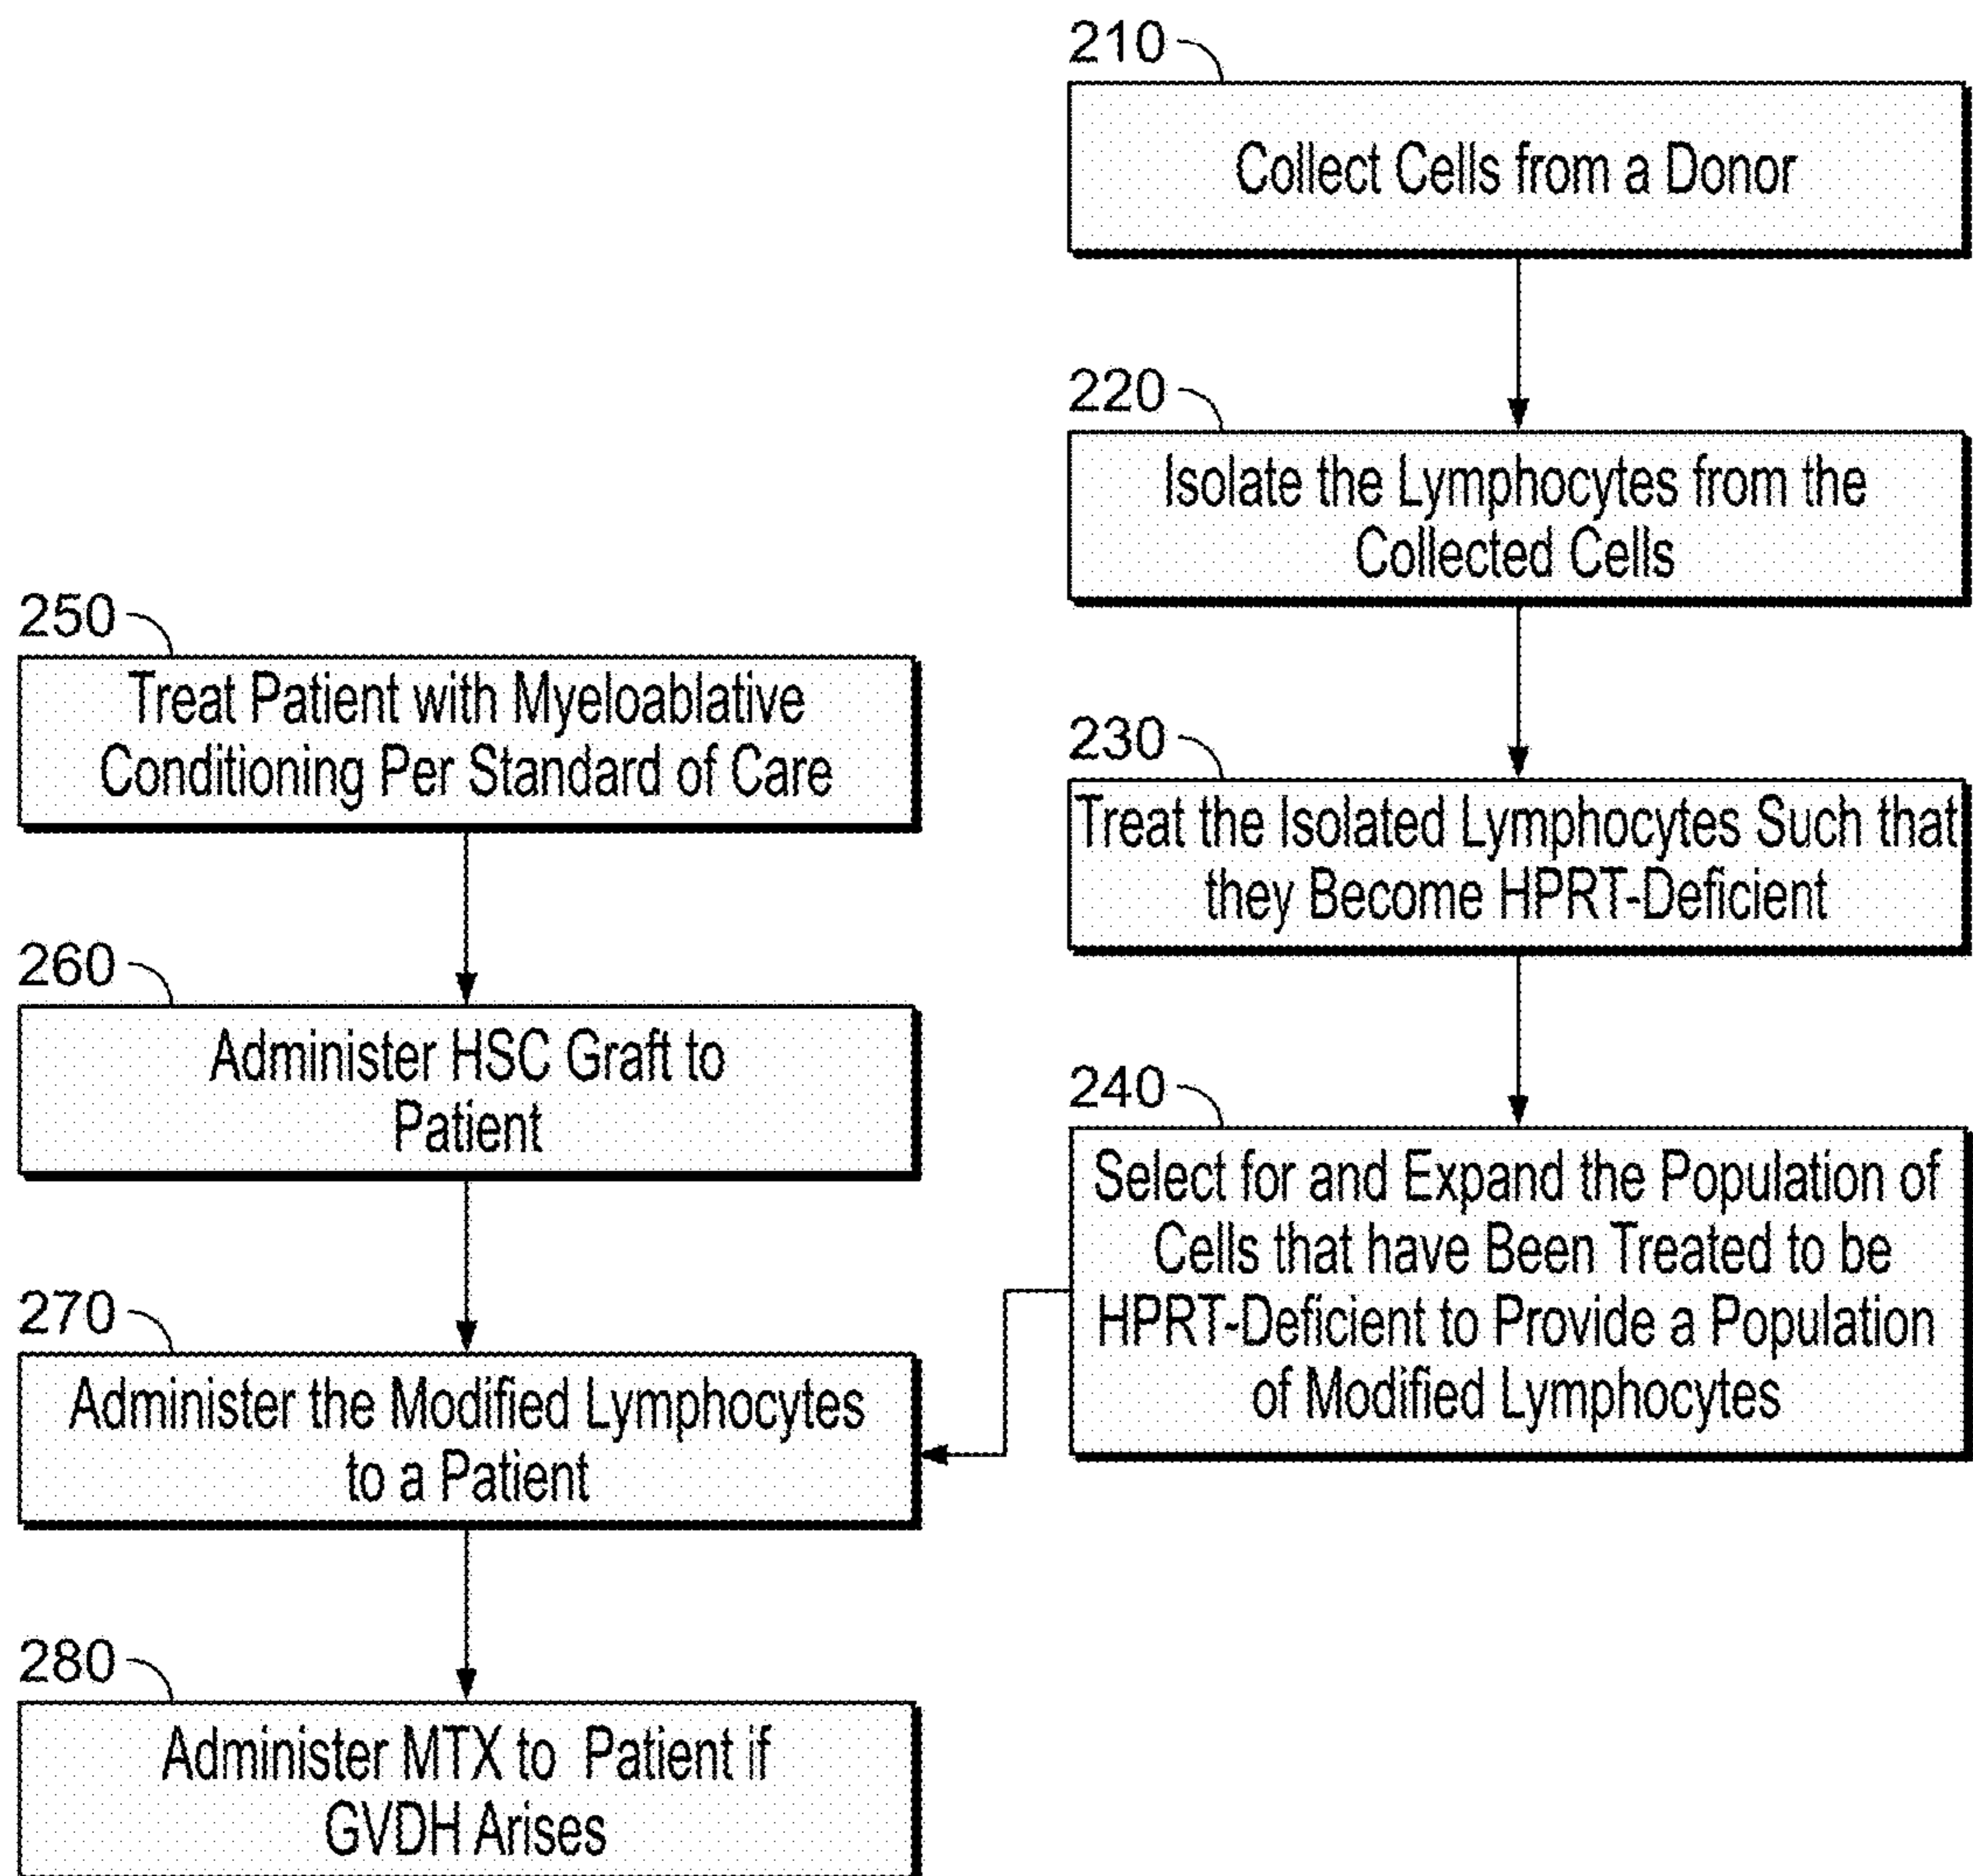 210
Collect Cells from a Donor
220
Isolate the Lymphocytes from the
Collected Cells
250
Treat Patient with Myeloablative
Conditioning Per Standard of Care
230
Treat the Isolated Lymphocytes Such that
they Become HPRT-Deficient
260
Administer HSC Graft to
Patient
240
Select for and Expand the Population of
Cells that have Been Treated to be
HPRT-Deficient to Provide a Population
of Modified Lymphocytes
270
Administer the Modified Lymphocytes
to a Patient
280
Administer MTX to Patient if
GVDH Arises